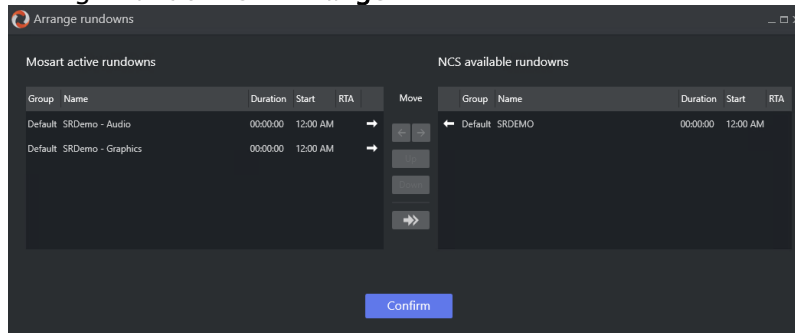 Arrange rundowns
Mosart active rundowns
NCS available rundowns
Group Name Duration Start RTA Move Group Name Duration Start RTA
Default SRDemo - Audio 00:00:00 12:00 AM Default SRDEMO 00:00:00 12:00 AM
Default SRDemo - Graphics 00:00:00 12:00 AM
Up
Down
Confirm